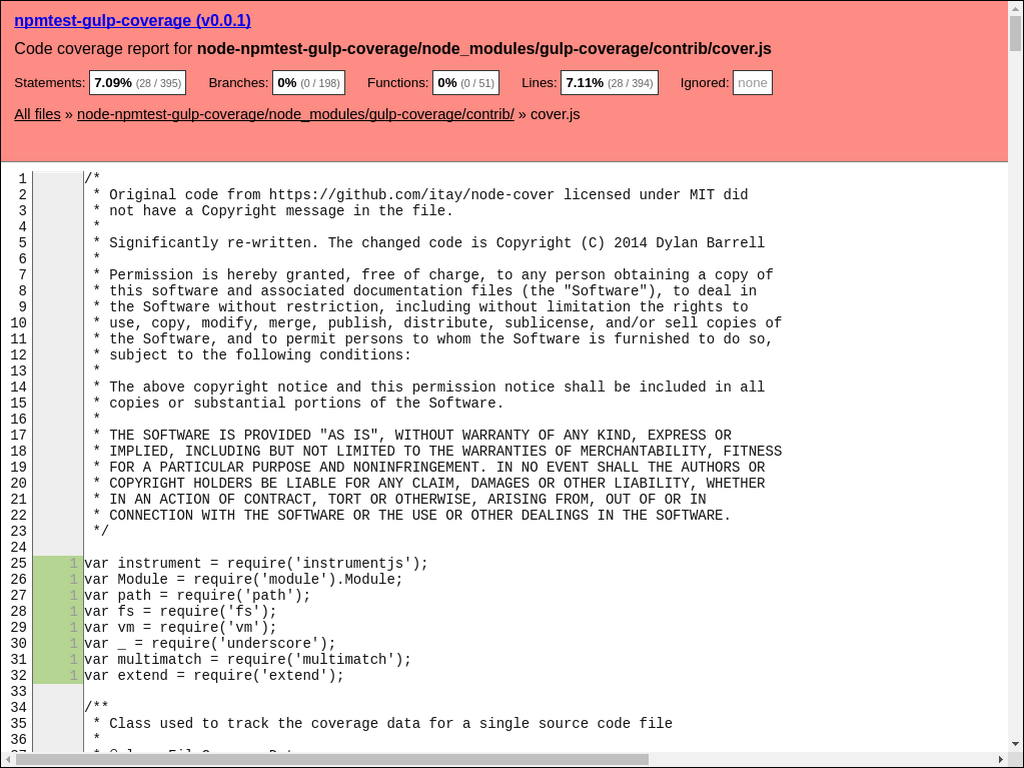 npmtest-gulp-coverage (v0.0.1)
Code coverage report for node-npmtest-gulp-coverage/node_modules/gulp-coverage/contrib/cover.js
Statements: 7.09% (28 / 395) Branches: 0% (0 / 198) Functions: 0% (0 / 51) Lines: 7.11% (28 / 394) Ignored: none
All files » node-npmtest-gulp-coverage/node_modules/gulp-coverage/contrib/ » cover.js
1 /*
2 * Original code from https://github.com/itay/node-cover licensed under MIT did
3 * not have a Copyright message in the file.
4 *
5 * Significantly re-written. The changed code is Copyright (C) 2014 Dylan Barrell
6 *
7 * Permission is hereby granted, free of charge, to any person obtaining a copy of
8 * this software and associated documentation files (the "Software"), to deal in
9 * the Software without restriction, including without limitation the rights to
10 * use, copy, modify, merge, publish, distribute, sublicense, and/or sell copies of
11 * the Software, and to permit persons to whom the Software is furnished to do so,
12 * subject to the following conditions:
13 *
14 * The above copyright notice and this permission notice shall be included in all
15 * copies or substantial portions of the Software.
16 *
17 * THE SOFTWARE IS PROVIDED "AS IS", WITHOUT WARRANTY OF ANY KIND, EXPRESS OR
18 * IMPLIED, INCLUDING BUT NOT LIMITED TO THE WARRANTIES OF MERCHANTABILITY, FITNESS
19 * FOR A PARTICULAR PURPOSE AND NONINFRINGEMENT. IN NO EVENT SHALL THE AUTHORS OR
20 * COPYRIGHT HOLDERS BE LIABLE FOR ANY CLAIM, DAMAGES OR OTHER LIABILITY, WHETHER
21 * IN AN ACTION OF CONTRACT, TORT OR OTHERWISE, ARISING FROM, OUT OF OR IN
22 * CONNECTION WITH THE SOFTWARE OR THE USE OR OTHER DEALINGS IN THE SOFTWARE.
23 */
24
25 1 var instrument = require('instrumentjs');
26 1 var Module = require('module').Module;
27 1 var path = require('path');
28 1 var fs = require('fs');
29 1 var vm = require('vm');
30 1 var _ = require('underscore');
31 1 var multimatch = require('multimatch');
32 1 var extend = require('extend');
33
34 /**
35 * Class used to track the coverage data for a single source code file
36 *